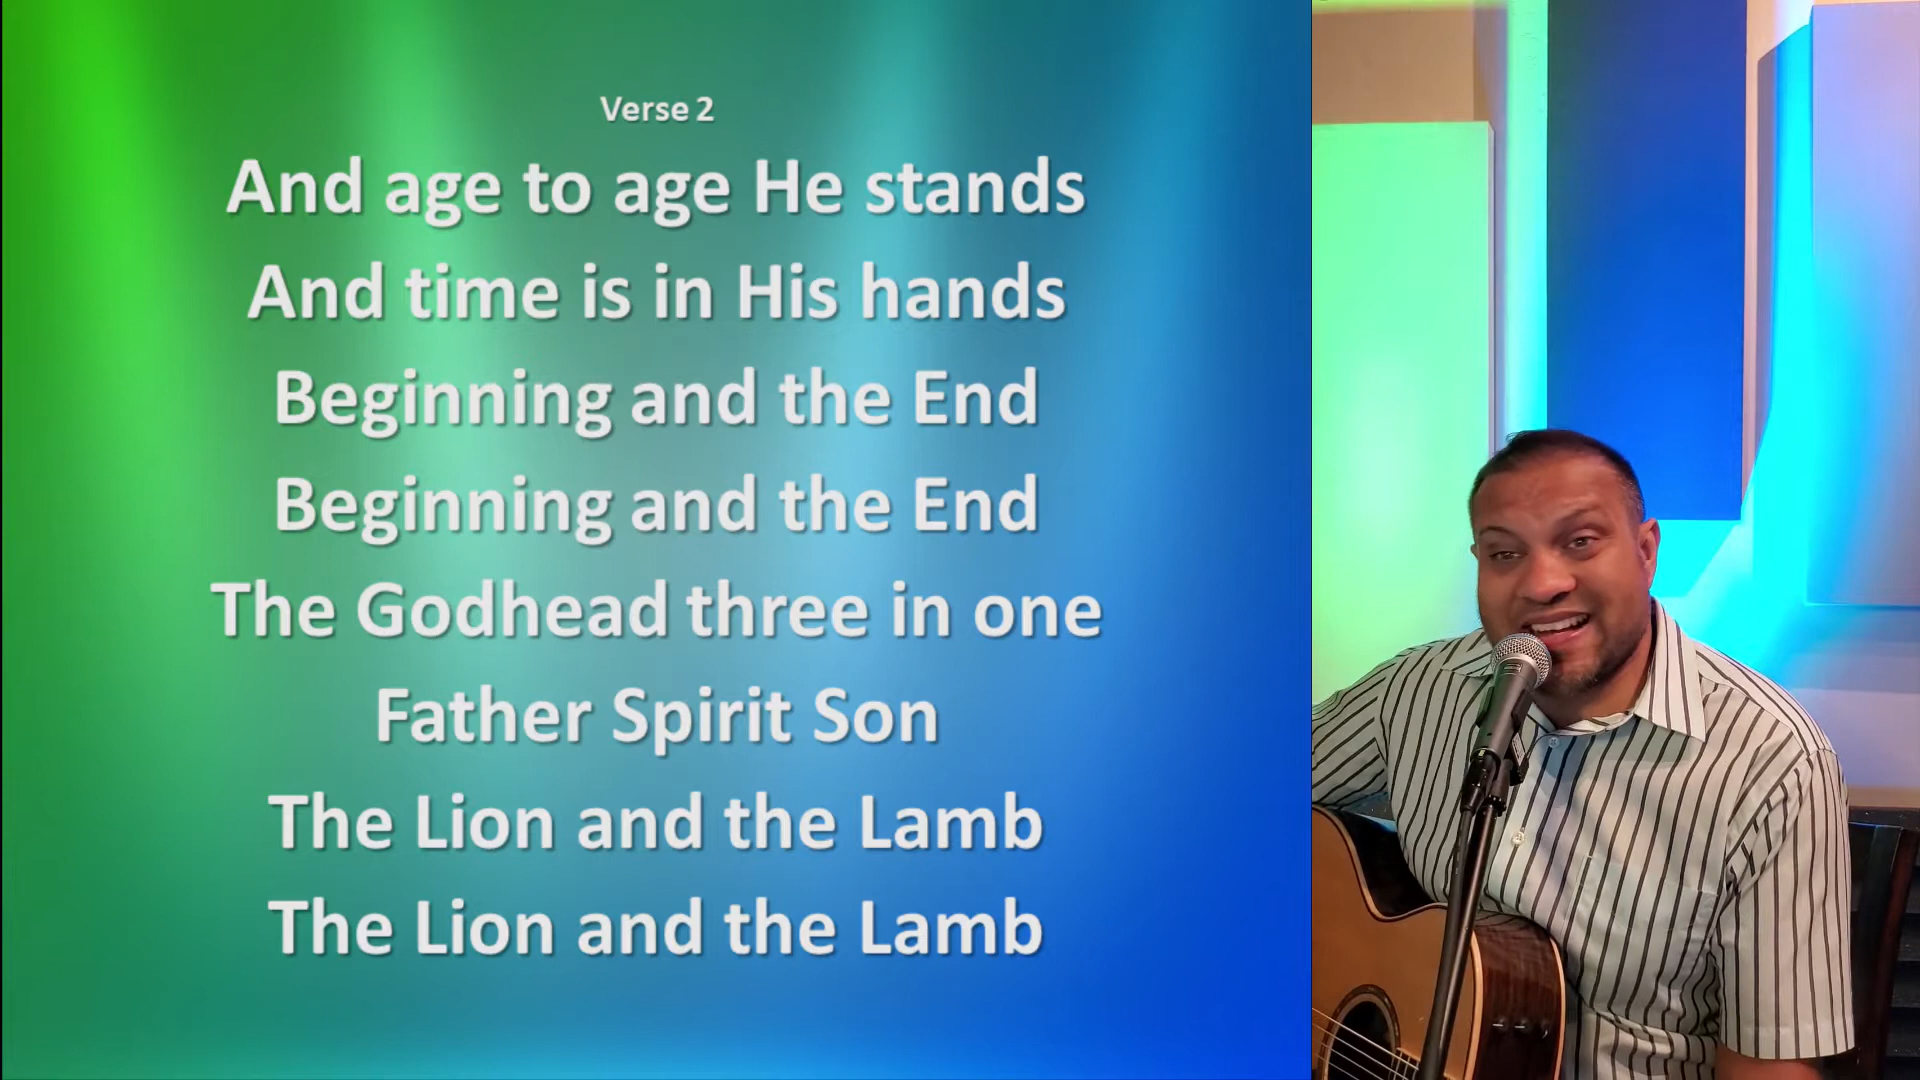 Verse 2
And age to age He stands
And time is in His hands
Beginning and the End
Beginning and the End
The Godhead three in one
Father Spirit Son
The Lion and the Lamb
The Lion and the Lamb